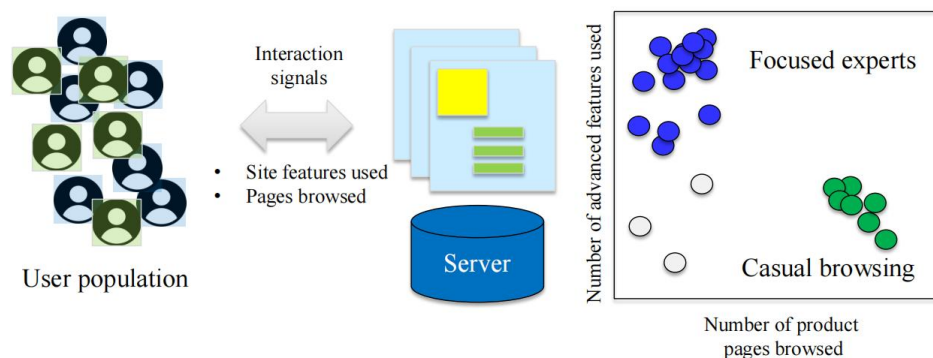 User population
Interaction
signals
• Site features used
• Pages browsed
Server
Number of advanced features used
Focused experts
Casual browsing
Number of product
pages browsed